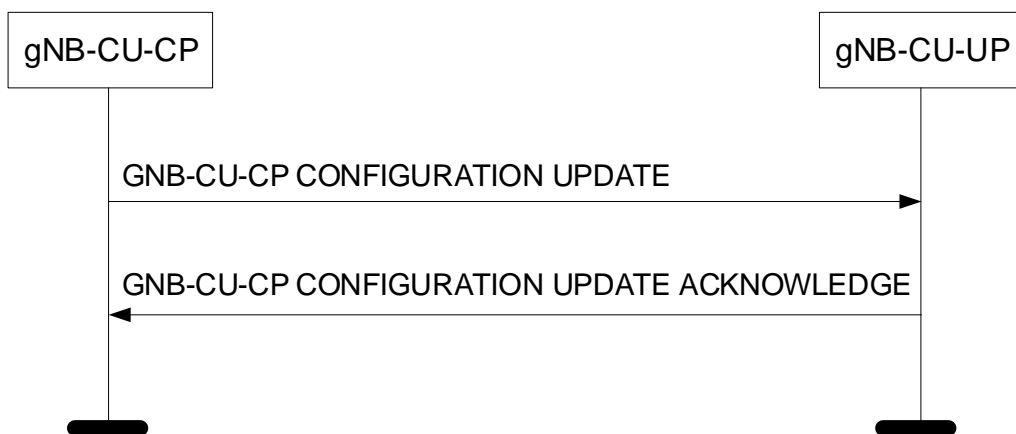 gNB-CU-CP
gNB-CU-UP
GNB-CU-CP CONFIGURATION UPDATE
GNB-CU-CP CONFIGURATION UPDATE ACKNOWLEDGE